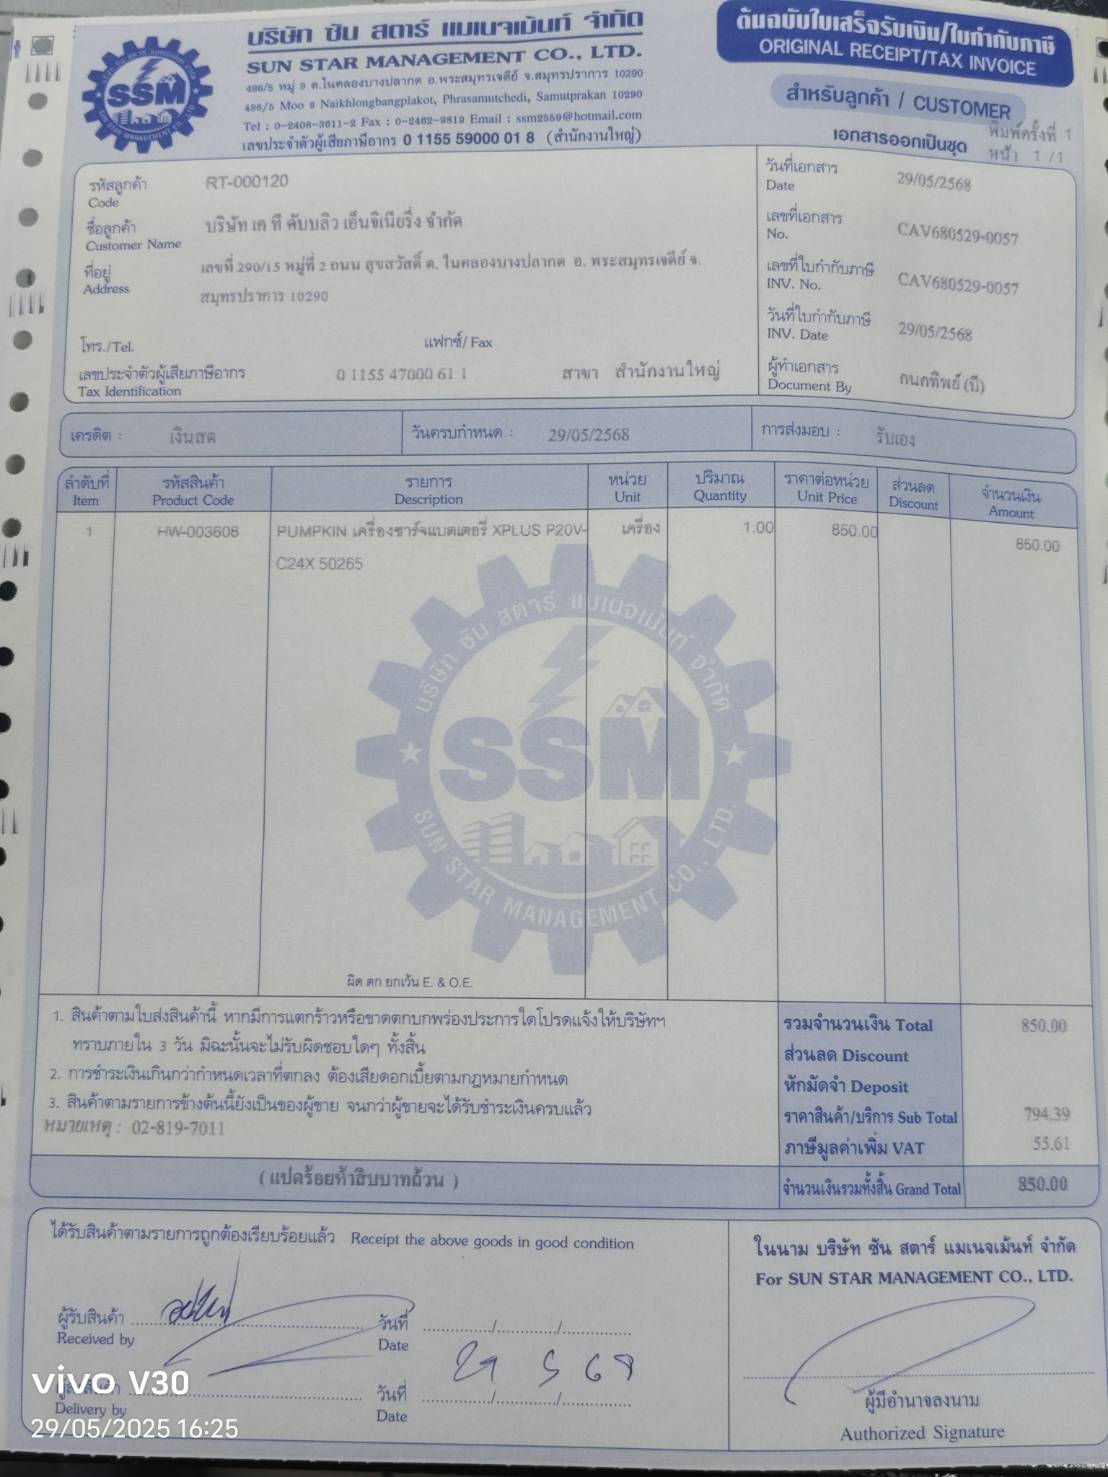 บริษัท ซัน สตาร์ แมเนจเม้นท์ จำกัด
SUN STAR MANAGEMENT CO., LTD.
486/5 หมู่ 9 ต.ในคลองบางปลากด อ.พระสมุทรเจดีย์ จ.สมุทรปราการ 10290
486/5 Moo 9 Naikhlongbangplakot, Phrasamutchedi, Samutprakan 10290
Tel : 0-2408-3611-2 Fax : 0-2462-9819 Email : ssm2559@hotmail.com
เลขประจำตัวผู้เสียภาษีอากร 0 1155 59000 01 8 (สำนักงานใหญ่)
SSM
ต้นฉบับใบเสร็จรับเงิน/ใบกำกับภาษี
ORIGINAL RECEIPT/TAX INVOICE
สำหรับลูกค้า / CUSTOMER
เอกสารออกเป็นชุด
พิมพ์ครั้งที่ 1
หน้า 1 /1
รหัสลูกค้า RT-000120
Code
ชื่อลูกค้า บริษัท เค ที ดับบลิว เอ็นจิเนียริ่ง จำกัด
Customer Name
ที่อยู่ เลขที่ 290/15 หมู่ที่ 2 ถนน สุขสวัสดิ์ ต. ในคลองบางปลากด อ. พระสมุทรเจดีย์ จ.
Address สมุทรปราการ 10290
โทร./Tel. แฟกซ์/ Fax
เลขประจำตัวผู้เสียภาษีอากร 0 1155 47000 61 1 สาขา สำนักงานใหญ่
Tax Identification
วันที่เอกสาร 29/05/2568
Date
เลขที่เอกสาร CAV680529-0057
No.
เลขที่ใบกำกับภาษี CAV680529-0057
INV. No.
วันที่ใบกำกับภาษี 29/05/2568
INV. Date
ผู้ทำเอกสาร กนกทิพย์ (บี)
Document By
เครดิต : เงินสด วันครบกำหนด : 29/05/2568 การส่งมอบ : รับเอง
ลำดับที่ รหัสสินค้า รายการ หน่วย ปริมาณ ราคาต่อหน่วย ส่วนลด จำนวนเงิน
Item Product Code Description Unit Quantity Unit Price Discount Amount
1 HW-003608 PUMPKIN เครื่องชาร์จแบตเตอรี่ XPLUS P20V- เครื่อง 1.00 850.00 850.00
C24X 50265
บริษัท ซัน สตาร์ แมเนจเม้นท์ จำกัด
SSM
SUN STAR MANAGEMENT CO., LTD.
ผิด ตก ยกเว้น E. & O.E.
1. สินค้าตามใบส่งสินค้านี้ หากมีการแตกร้าวหรือขาดตกบกพร่องประการใดโปรดแจ้งให้บริษัทฯ
ทราบภายใน 3 วัน มิฉะนั้นจะไม่รับผิดชอบใดๆ ทั้งสิ้น
2. การชำระเงินเกินกว่ากำหนดเวลาที่ตกลง ต้องเสียดอกเบี้ยตามกฎหมายกำหนด
3. สินค้าตามรายการข้างต้นนี้ยังเป็นของผู้ขาย จนกว่าผู้ขายจะได้รับชำระเงินครบแล้ว
หมายเหตุ : 02-819-7011
รวมจำนวนเงิน Total 850.00
ส่วนลด Discount
หักมัดจำ Deposit
ราคาสินค้า/บริการ Sub Total 794.39
ภาษีมูลค่าเพิ่ม VAT 55.61
(แปดร้อยห้าสิบบาทถ้วน ) จำนวนเงินรวมทั้งสิ้น Grand Total 850.00
ได้รับสินค้าตามรายการถูกต้องเรียบร้อยแล้ว Receipt the above goods in good condition
ผู้รับสินค้า วันที่ / /
Received by Date
29 5 68
วันที่ / /
Delivery by Date
ในนาม บริษัท ซัน สตาร์ แมเนจเม้นท์ จำกัด
For SUN STAR MANAGEMENT CO., LTD.
ผู้มีอำนาจลงนาม
Authorized Signature
vivo V30
29/05/2025 16:25